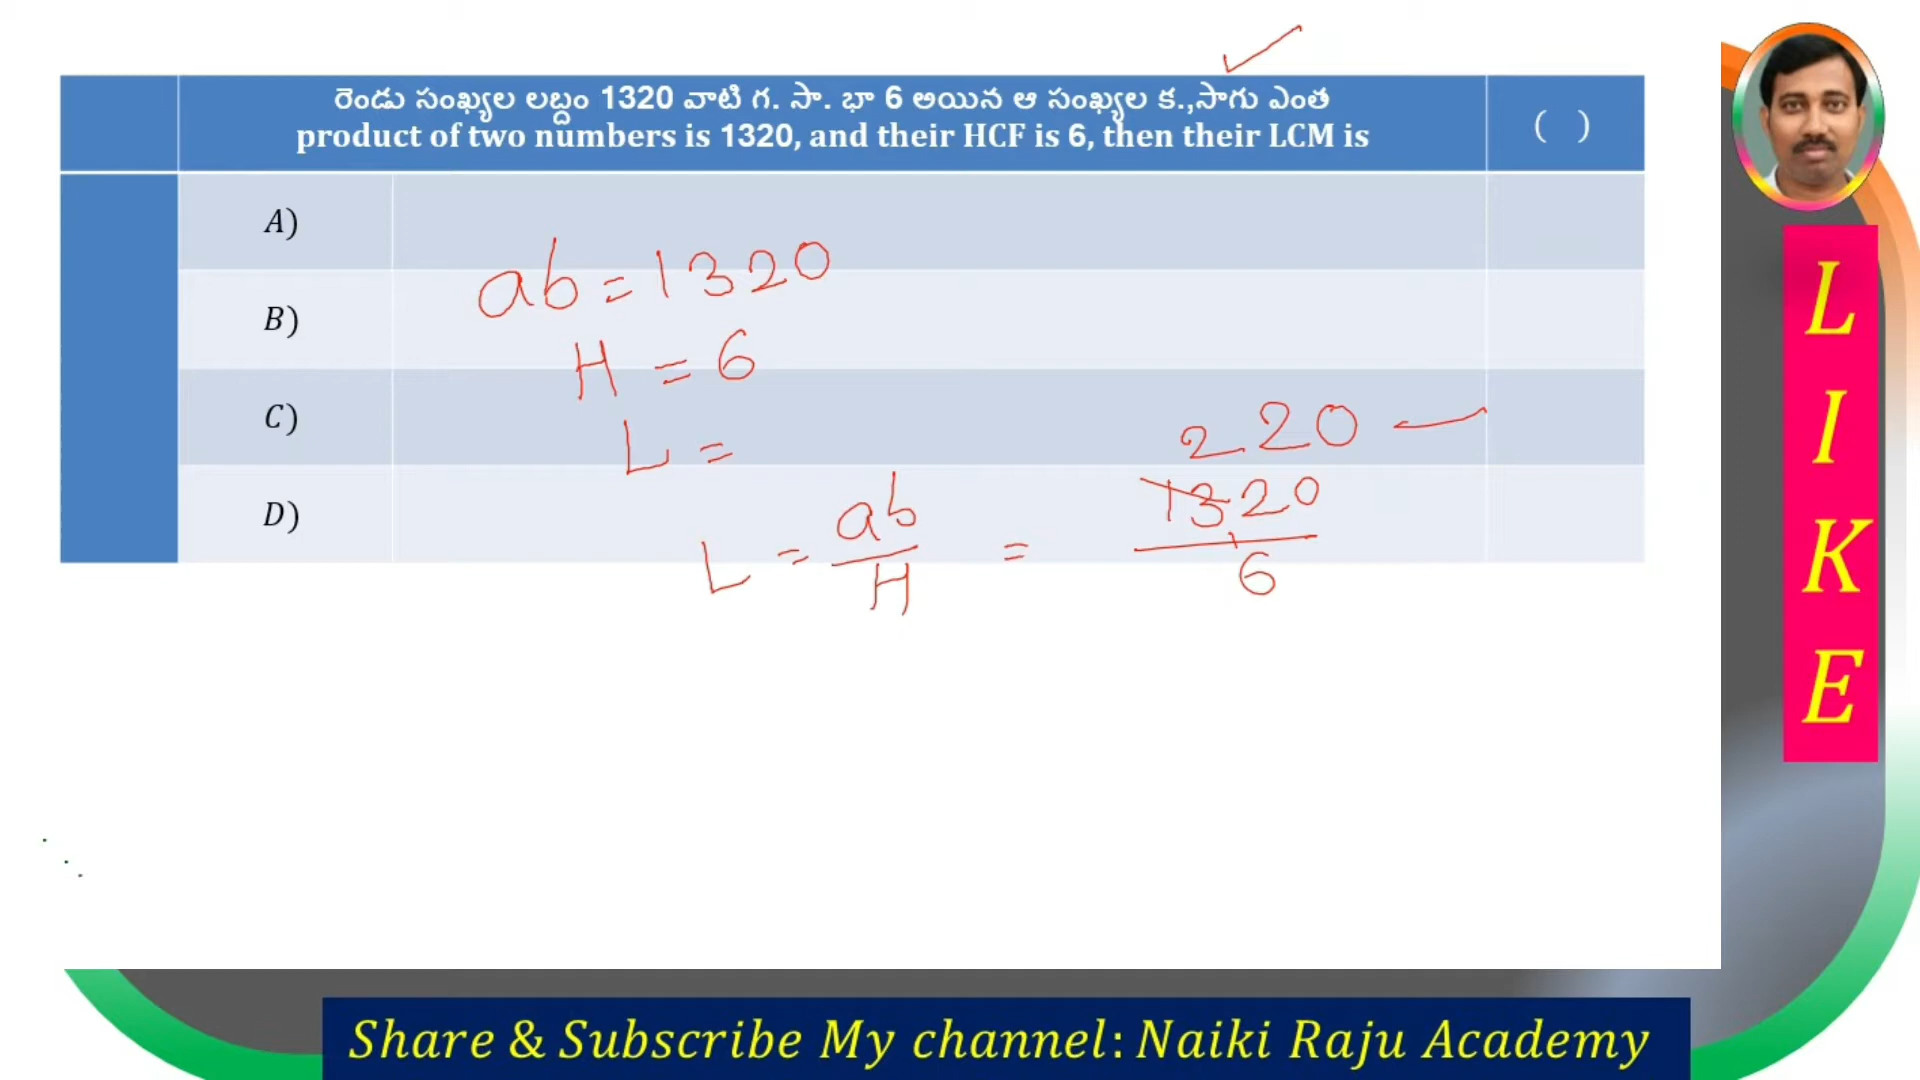 రెండు సంఖ్యల లబ్దం 1320 వాటి గ. సా. భా 6 అయిన ఆ సంఖ్యల క.,సాగు ఎంత
product of two numbers is 1320, and their HCF is 6, then their LCM is
( )
A)
B)
C)
D)
ab = 1320
H = 6
L =
L = ab/H = 1320/6
220
L
I
K
E
Share & Subscribe My channel: Naiki Raju Academy